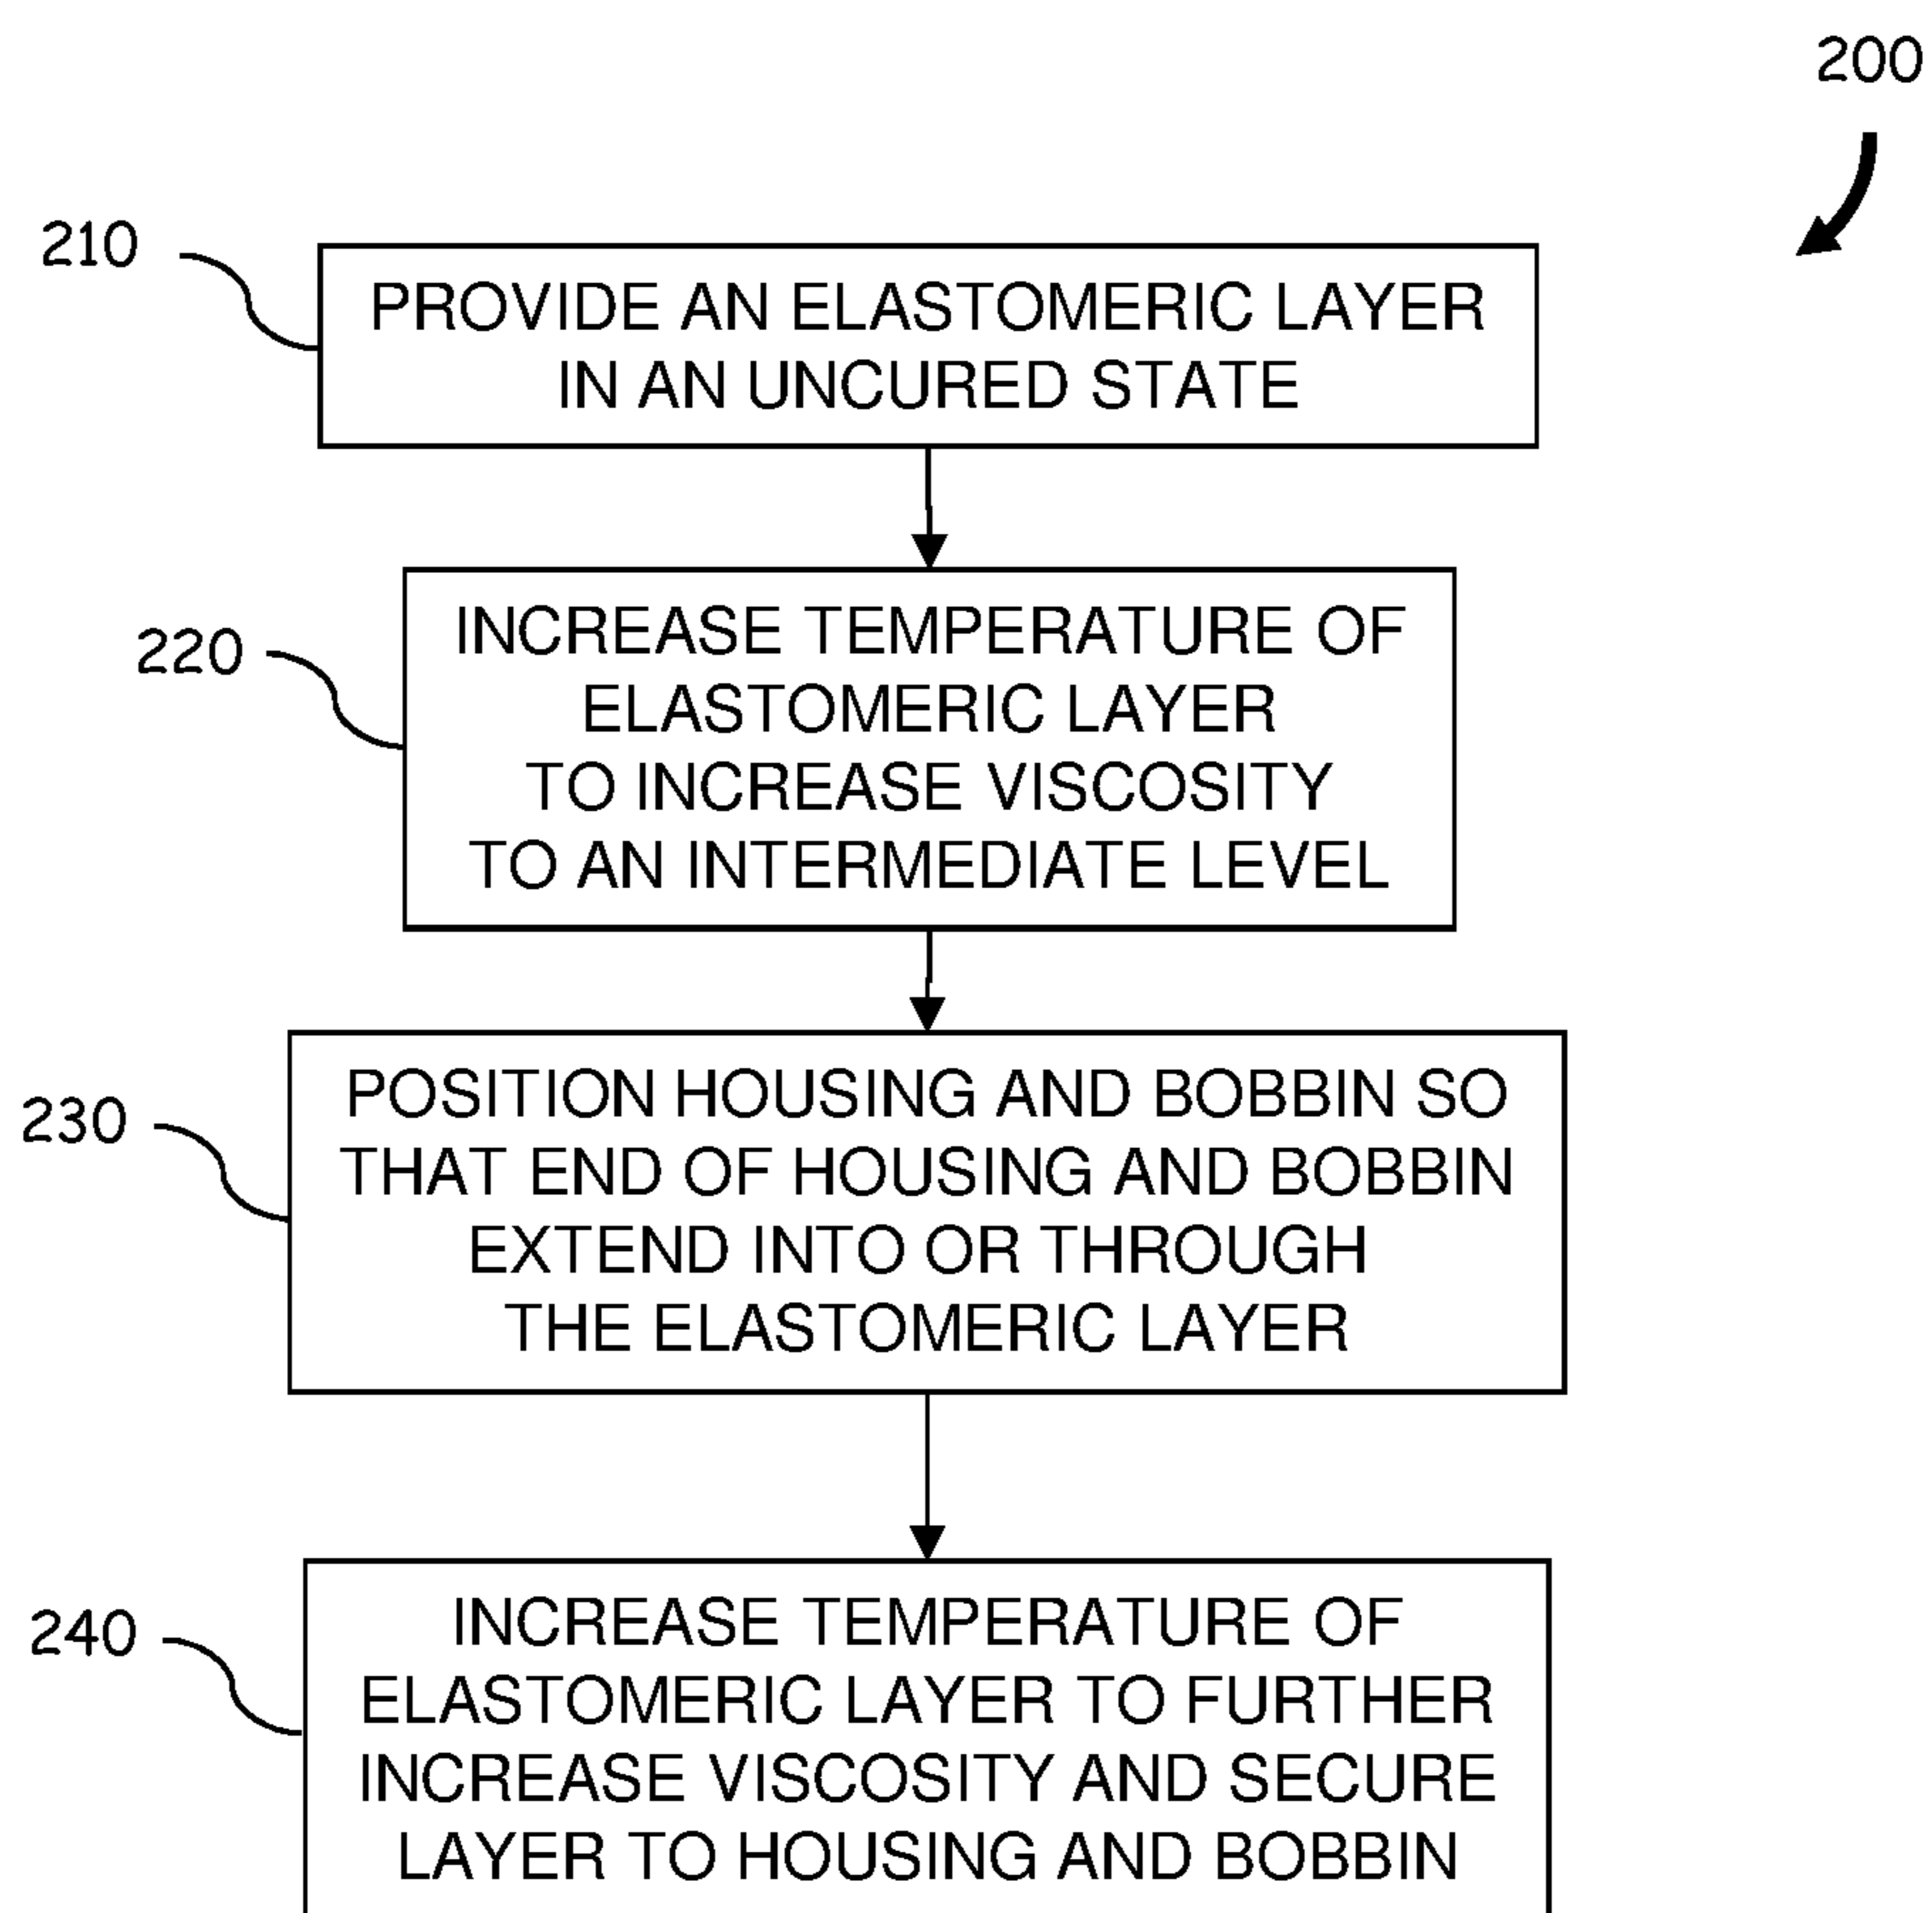 200
210
PROVIDE AN ELASTOMERIC LAYER
IN AN UNCURED STATE
220
INCREASE TEMPERATURE OF
ELASTOMERIC LAYER
TO INCREASE VISCOSITY
TO AN INTERMEDIATE LEVEL
230
POSITION HOUSING AND BOBBIN SO
THAT END OF HOUSING AND BOBBIN
EXTEND INTO OR THROUGH
THE ELASTOMERIC LAYER
240
INCREASE TEMPERATURE OF
ELASTOMERIC LAYER TO FURTHER
INCREASE VISCOSITY AND SECURE
LAYER TO HOUSING AND BOBBIN